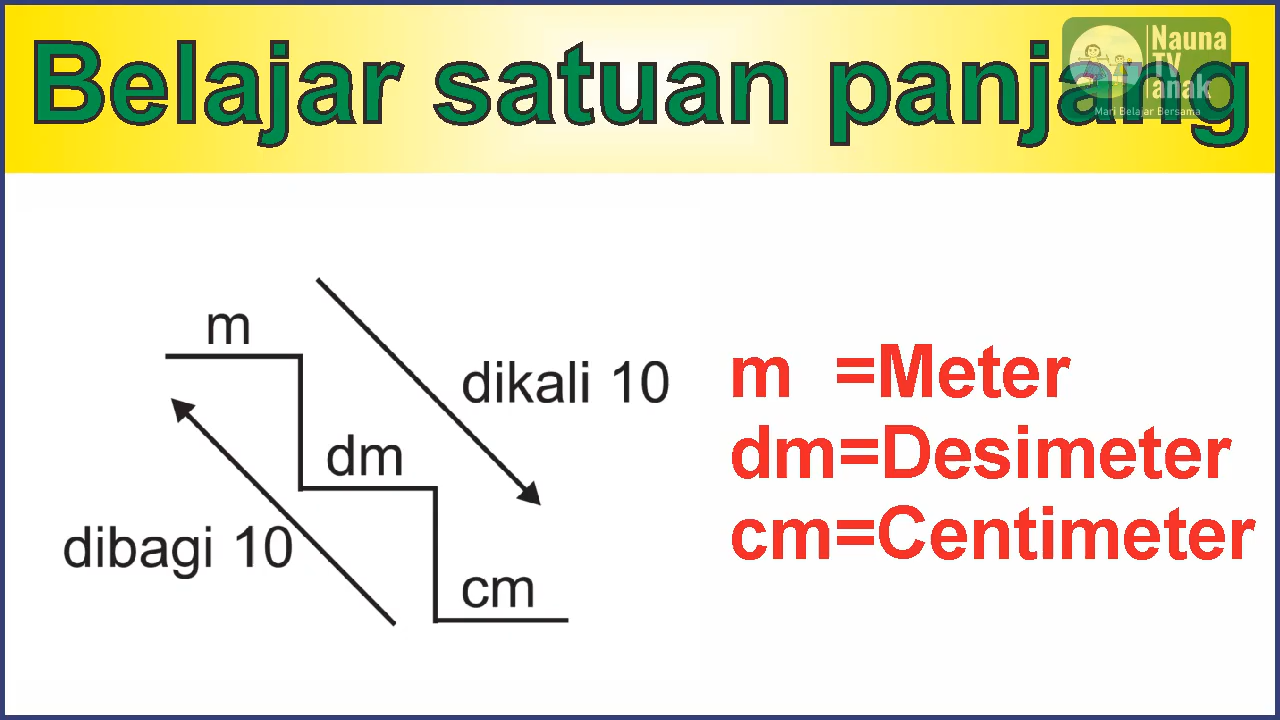 Belajar satuan panjang
Nauna
TV
anak
Mari Belajar Bersama
m
dikali 10
dm
dibagi 10
cm
m =Meter
dm=Desimeter
cm=Centimeter